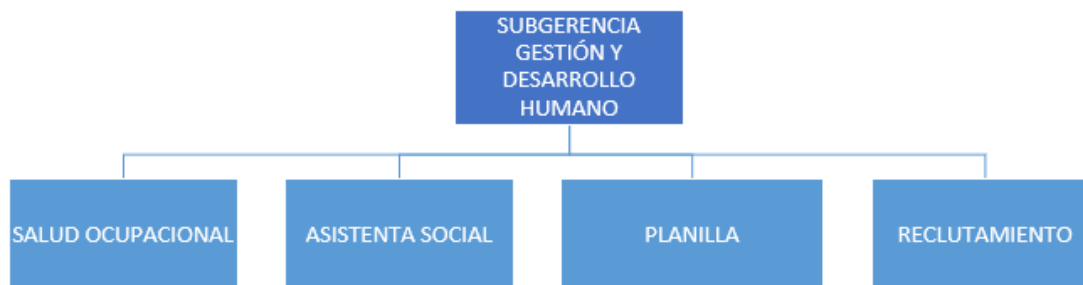 SUBGERENCIA
GESTIÓN Y
DESARROLLO
HUMANO
SALUD OCUPACIONAL
ASISTENTA SOCIAL
PLANILLA
RECLUTAMIENTO